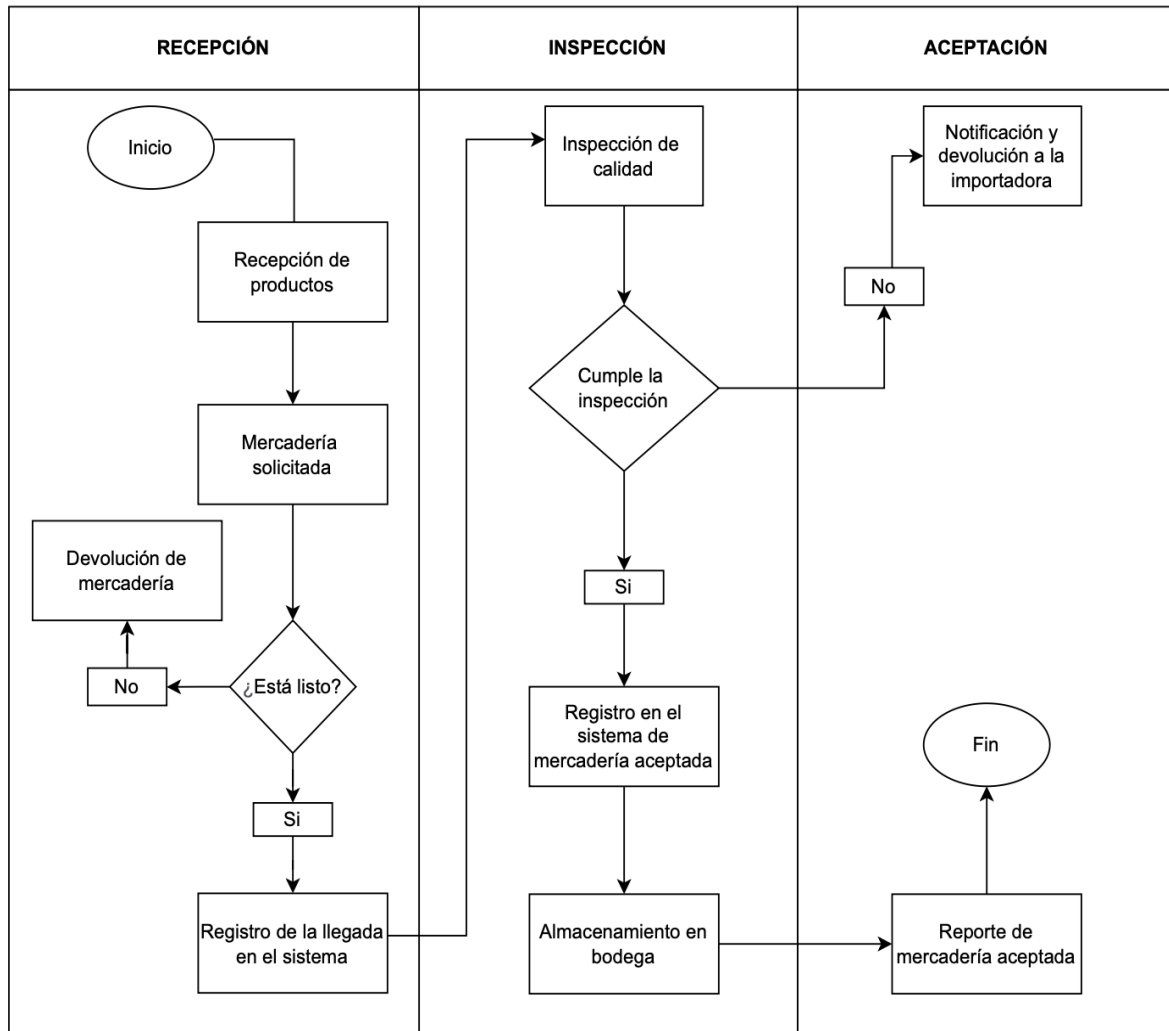 RECEPCIÓN
INSPECCIÓN
ACEPTACIÓN
Inicio
Recepción de
productos
Mercadería
solicitada
Devolución de
mercadería
No
¿Está listo?
Si
Registro de la llegada
en el sistema
Inspección de
calidad
Cumple la
inspección
Si
Registro en el
sistema de
mercadería aceptada
Almacenamiento en
bodega
Notificación y
devolución a la
importadora
No
Fin
Reporte de
mercadería aceptada